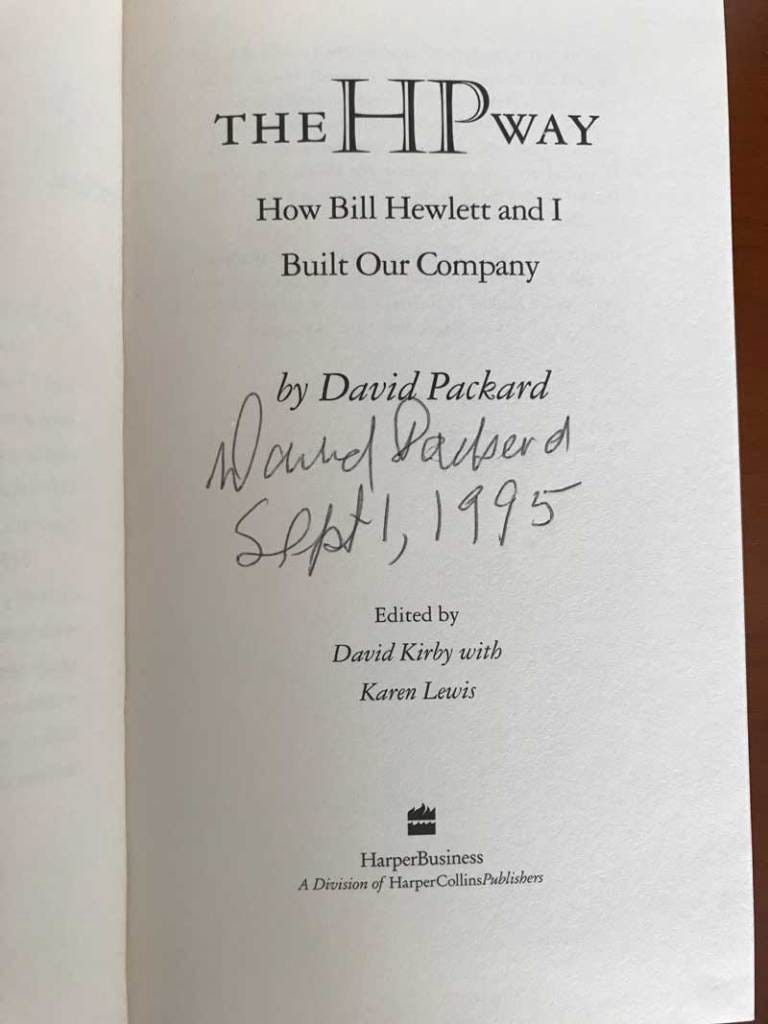 THE HP WAY
How Bill Hewlett and I
Built Our Company
by David Packard
David Packard
Sept 1, 1995
Edited by
David Kirby with
Karen Lewis
HarperBusiness
A Division of HarperCollinsPublishers